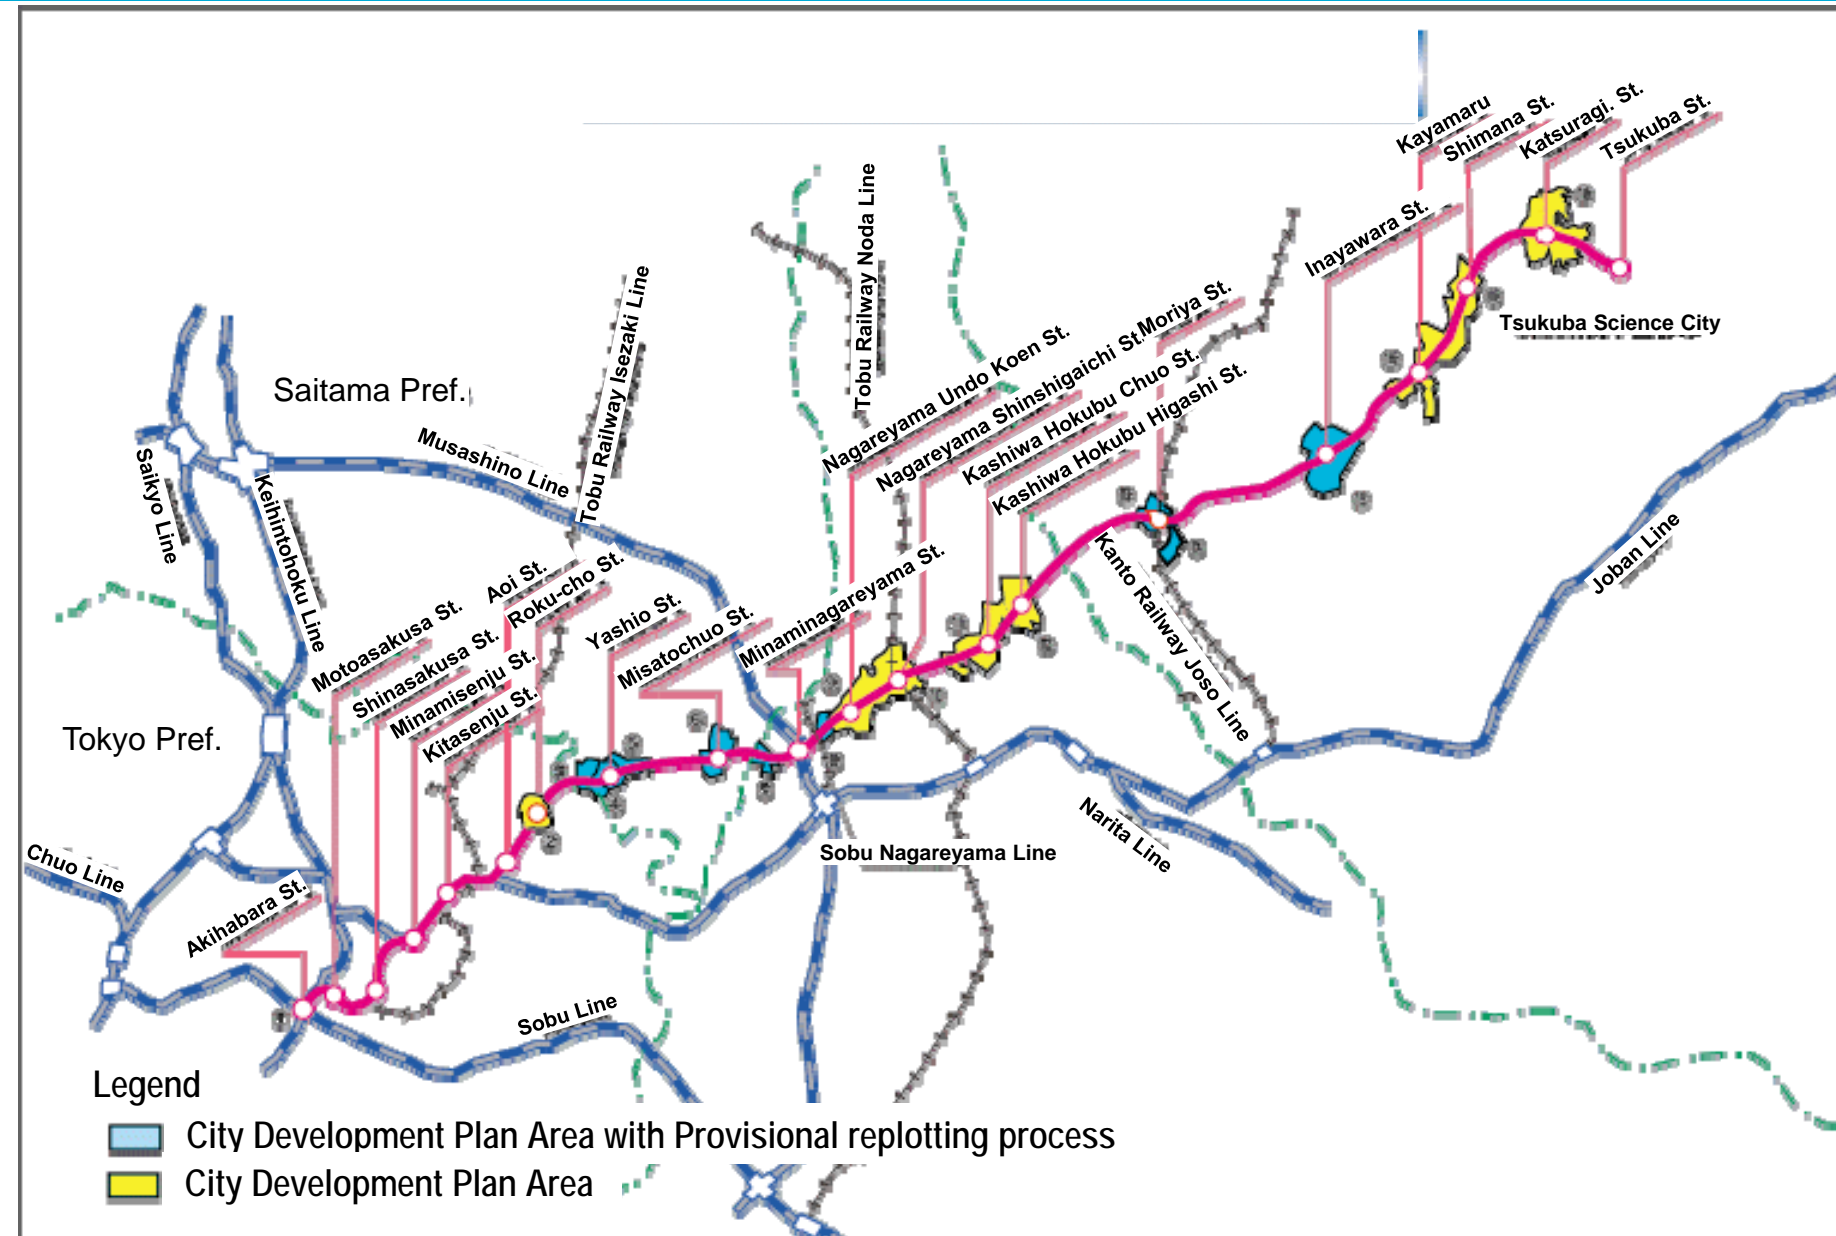 Kayamaru
Shimana St.
Katsuragi. St.
Tsukuba St.
Inayawara St.
Tsukuba Science City
Moriya St.
Tobu Railway Noda Line
Tobu Railway Isezaki Line
Saitama Pref.
Musashino Line
Saikyo Line
Keihintohoku Line
Nagareyama Undo Koen St.
Nagareyama Shinshigaichi St.
Kashiwa Hokubu Chuo St.
Kashiwa Hokubu Higashi St.
Kanto Railway Joso Line
Joban Line
Aoi St.
Roku-cho St.
Yashio St.
Misatochuo St.
Minaminagareyama St.
Motoasakusa St.
Shinasakusa St.
Minamisenju St.
Kitasenju St.
Tokyo Pref.
Chuo Line
Akihabara St.
Sobu Nagareyama Line
Narita Line
Sobu Line
Legend
City Development Plan Area with Provisional replotting process
City Development Plan Area